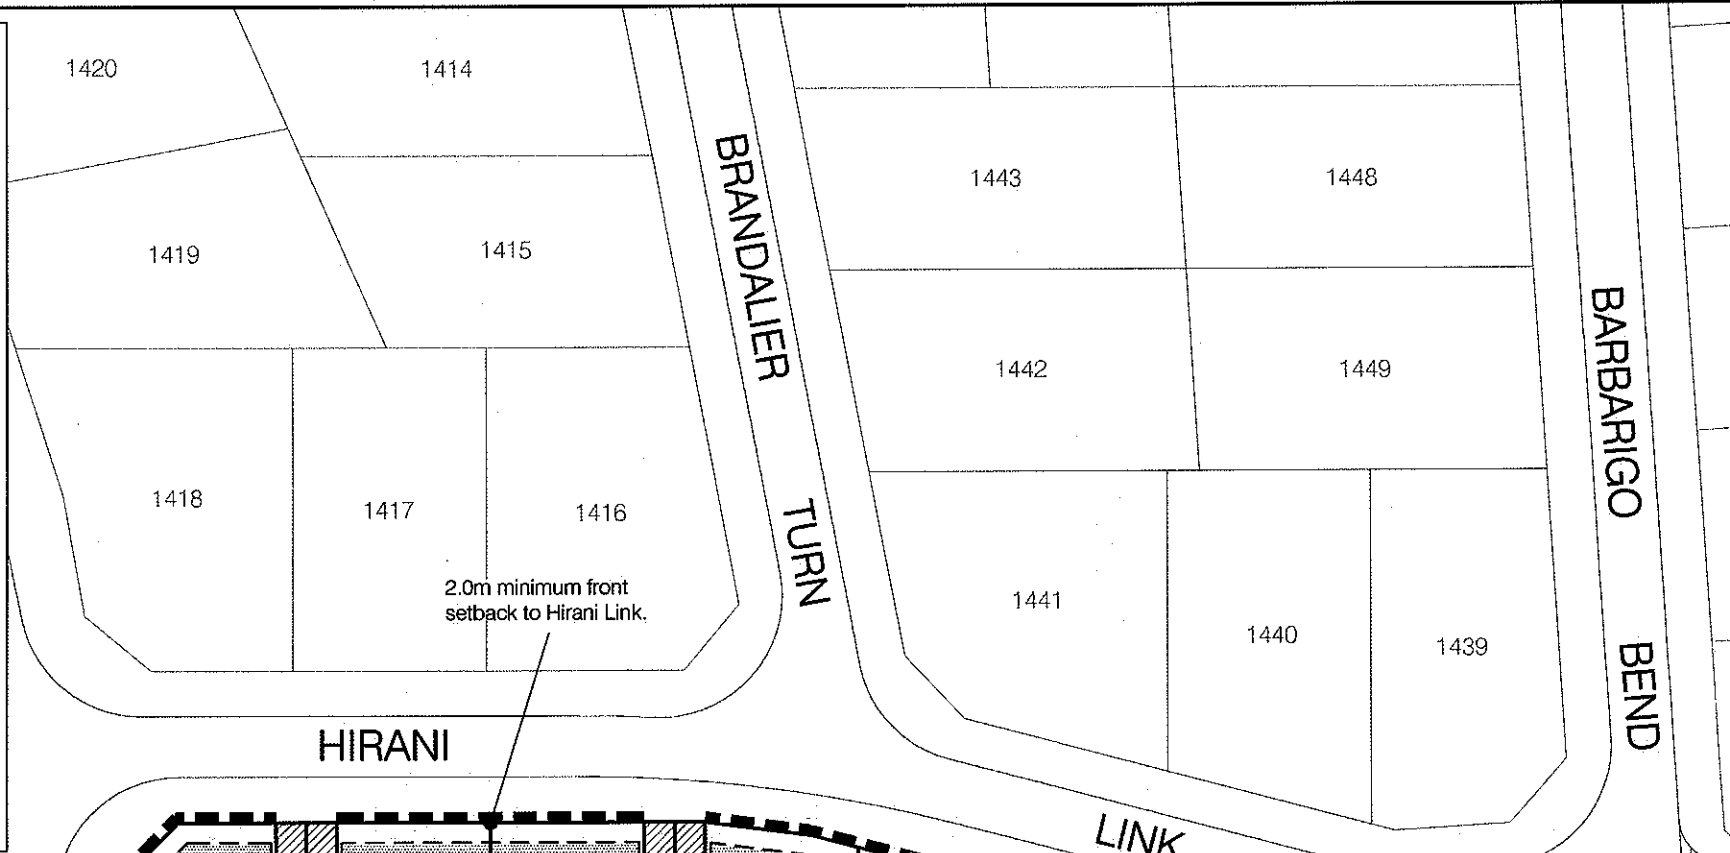 1420
1414
1443
1448
1419
1415
BRANDALIER TURN
1442
1449
BARBARIGO BEND
1418
1417
1416
2.0m minimum front
setback to Hirani Link.
1441
1440
1439
HIRANI LINK